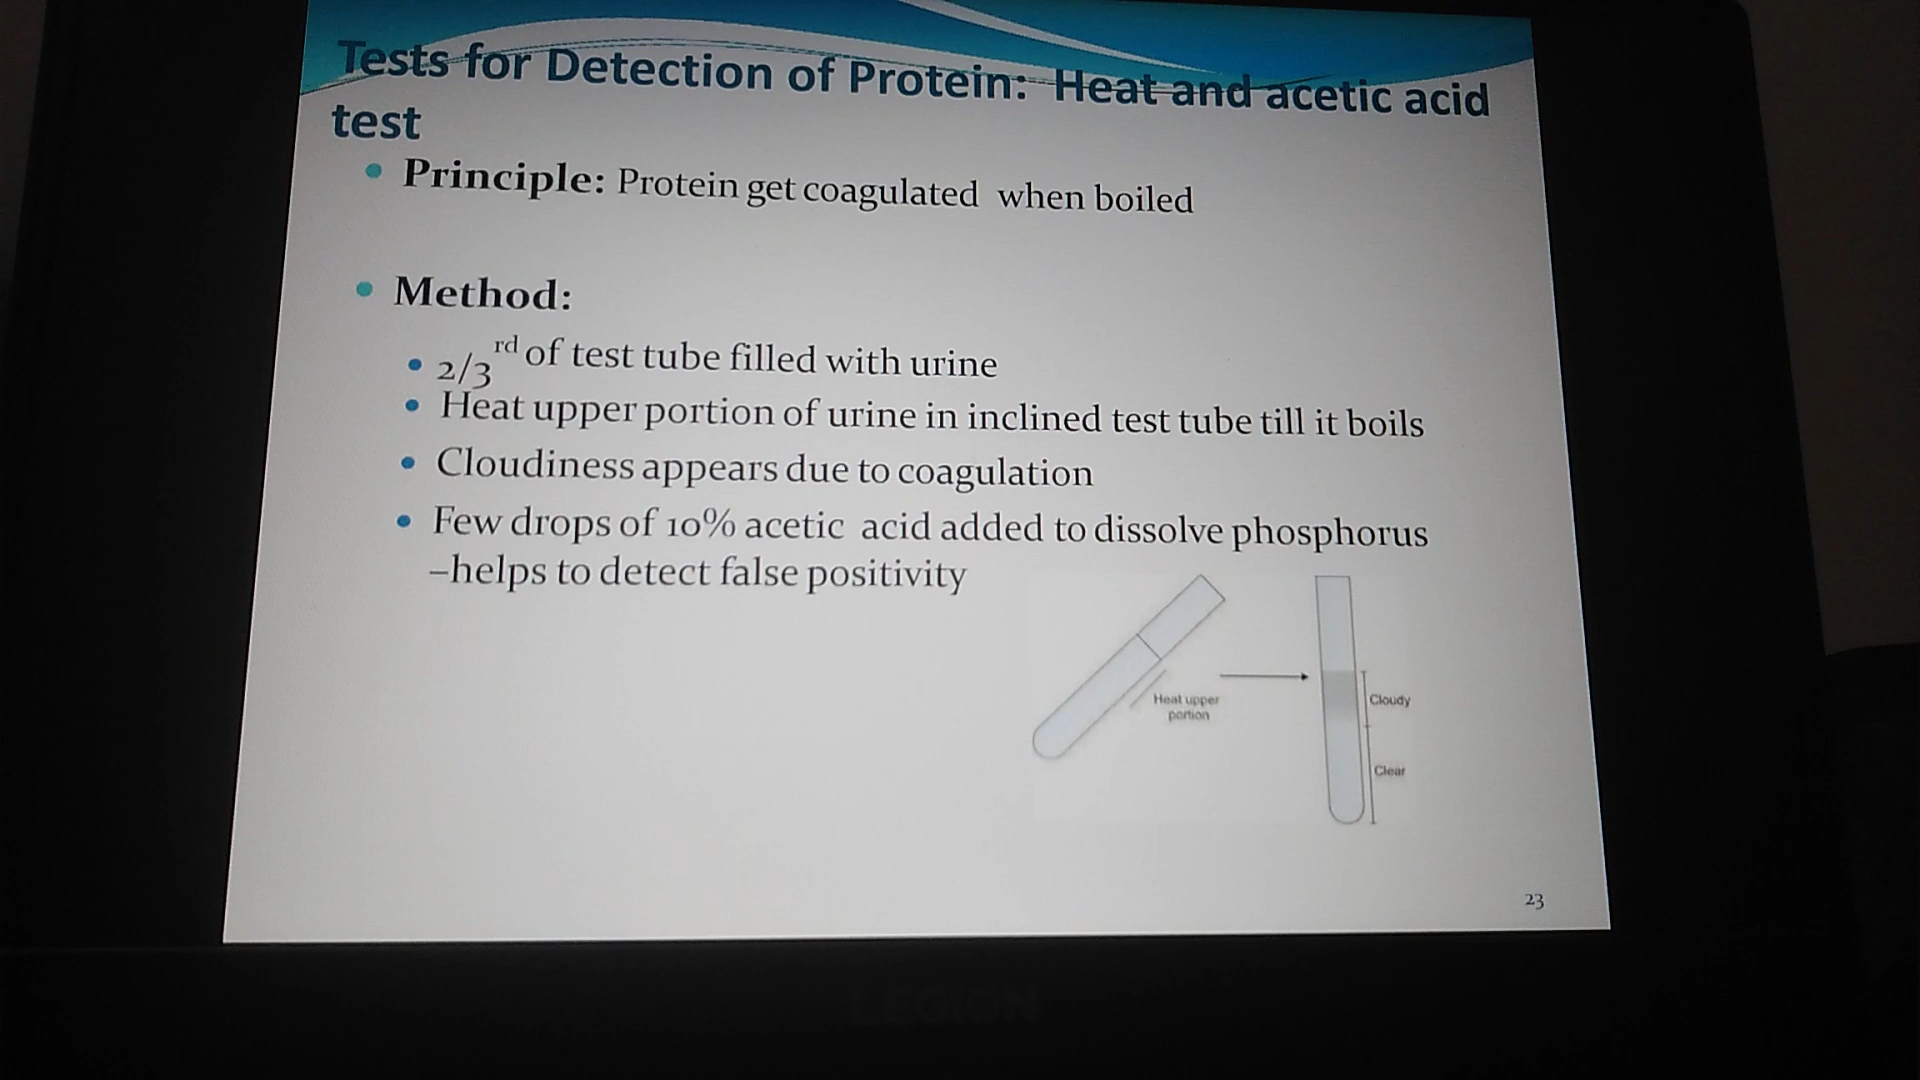 Tests for Detection of Protein: Heat and acetic acid
test
• Principle: Protein get coagulated when boiled
• Method:
• 2/3rd of test tube filled with urine
• Heat upper portion of urine in inclined test tube till it boils
• Cloudiness appears due to coagulation
• Few drops of 10% acetic acid added to dissolve phosphorus
–helps to detect false positivity
Heat upper
portion
Cloudy
Clear
23
LEGION